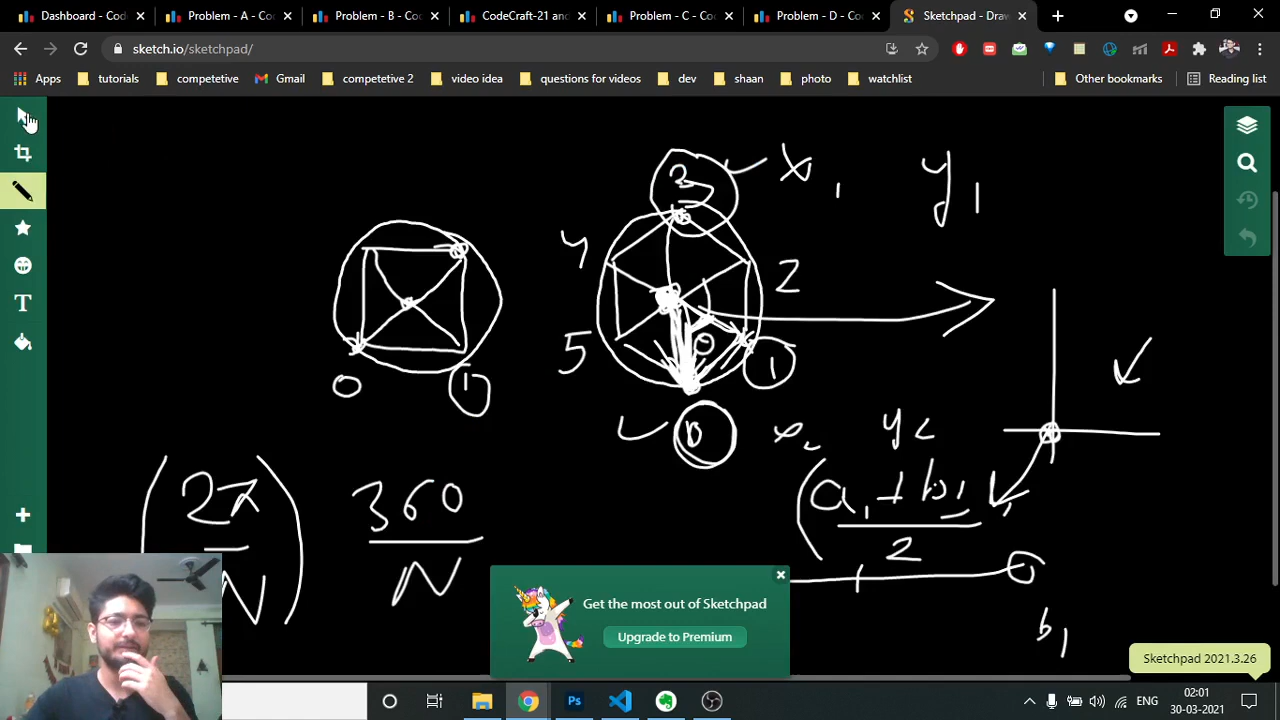 Dashboard - Co
Problem - A - Co
Problem - B - Co
CodeCraft-21 an
Problem - C - Co
Problem - D - Co
Sketchpad - Draw
sketch.io/sketchpad/
Apps
tutorials
competetive
Gmail
competetive 2
video idea
questions for videos
dev
shaan
photo
watchlist
Other bookmarks
Reading list
3
x1 y1
4
2
5
1
0
0
1
0
x2 y2
2π
N
360
N
a1 + b1
2
b1
Get the most out of Sketchpad
Upgrade to Premium
Sketchpad 2021.3.26
ENG
02:01
30-03-2021